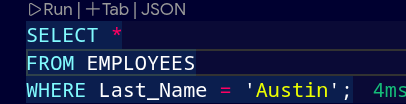 ▷Run | +Tab | JSON
SELECT *
FROM EMPLOYEES
WHERE Last_Name = 'Austin'; 4ms